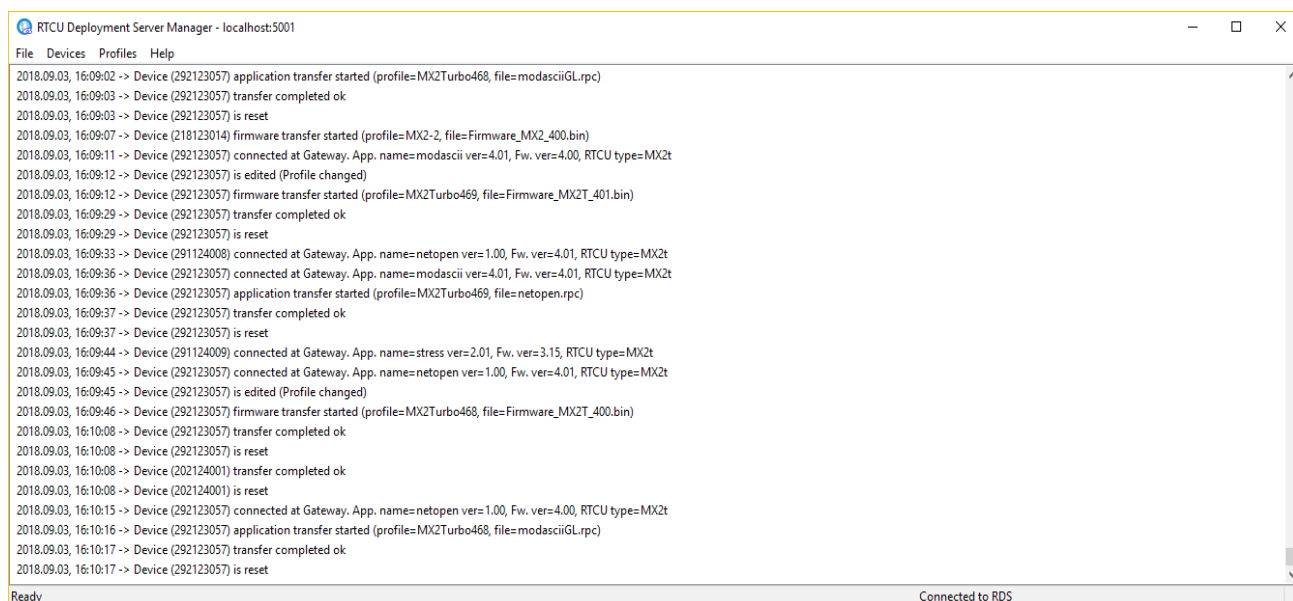 RTCU Deployment Server Manager - localhost:5001
File Devices Profiles Help
2018.09.03, 16:09:02 -> Device (292123057) application transfer started (profile=MX2Turbo468, file=modasciiGL.rpc)
2018.09.03, 16:09:03 -> Device (292123057) transfer completed ok
2018.09.03, 16:09:03 -> Device (292123057) is reset
2018.09.03, 16:09:07 -> Device (218123014) firmware transfer started (profile=MX2-2, file=Firmware_MX2_400.bin)
2018.09.03, 16:09:11 -> Device (292123057) connected at Gateway. App. name=modascii ver=4.01, Fw. ver=4.00, RTCU type=MX2t
2018.09.03, 16:09:12 -> Device (292123057) is edited (Profile changed)
2018.09.03, 16:09:12 -> Device (292123057) firmware transfer started (profile=MX2Turbo469, file=Firmware_MX2T_401.bin)
2018.09.03, 16:09:29 -> Device (292123057) transfer completed ok
2018.09.03, 16:09:29 -> Device (292123057) is reset
2018.09.03, 16:09:33 -> Device (291124008) connected at Gateway. App. name=netopen ver=1.00, Fw. ver=4.01, RTCU type=MX2t
2018.09.03, 16:09:36 -> Device (292123057) connected at Gateway. App. name=modascii ver=4.01, Fw. ver=4.01, RTCU type=MX2t
2018.09.03, 16:09:36 -> Device (292123057) application transfer started (profile=MX2Turbo469, file=netopen.rpc)
2018.09.03, 16:09:37 -> Device (292123057) transfer completed ok
2018.09.03, 16:09:37 -> Device (292123057) is reset
2018.09.03, 16:09:44 -> Device (291124009) connected at Gateway. App. name=stress ver=2.01, Fw. ver=3.15, RTCU type=MX2t
2018.09.03, 16:09:45 -> Device (292123057) connected at Gateway. App. name=netopen ver=1.00, Fw. ver=4.01, RTCU type=MX2t
2018.09.03, 16:09:45 -> Device (292123057) is edited (Profile changed)
2018.09.03, 16:09:46 -> Device (292123057) firmware transfer started (profile=MX2Turbo468, file=Firmware_MX2T_400.bin)
2018.09.03, 16:10:08 -> Device (292123057) transfer completed ok
2018.09.03, 16:10:08 -> Device (292123057) is reset
2018.09.03, 16:10:08 -> Device (202124001) transfer completed ok
2018.09.03, 16:10:08 -> Device (202124001) is reset
2018.09.03, 16:10:15 -> Device (292123057) connected at Gateway. App. name=netopen ver=1.00, Fw. ver=4.00, RTCU type=MX2t
2018.09.03, 16:10:16 -> Device (292123057) application transfer started (profile=MX2Turbo468, file=modasciiGL.rpc)
2018.09.03, 16:10:17 -> Device (292123057) transfer completed ok
2018.09.03, 16:10:17 -> Device (292123057) is reset
Ready Connected to RDS